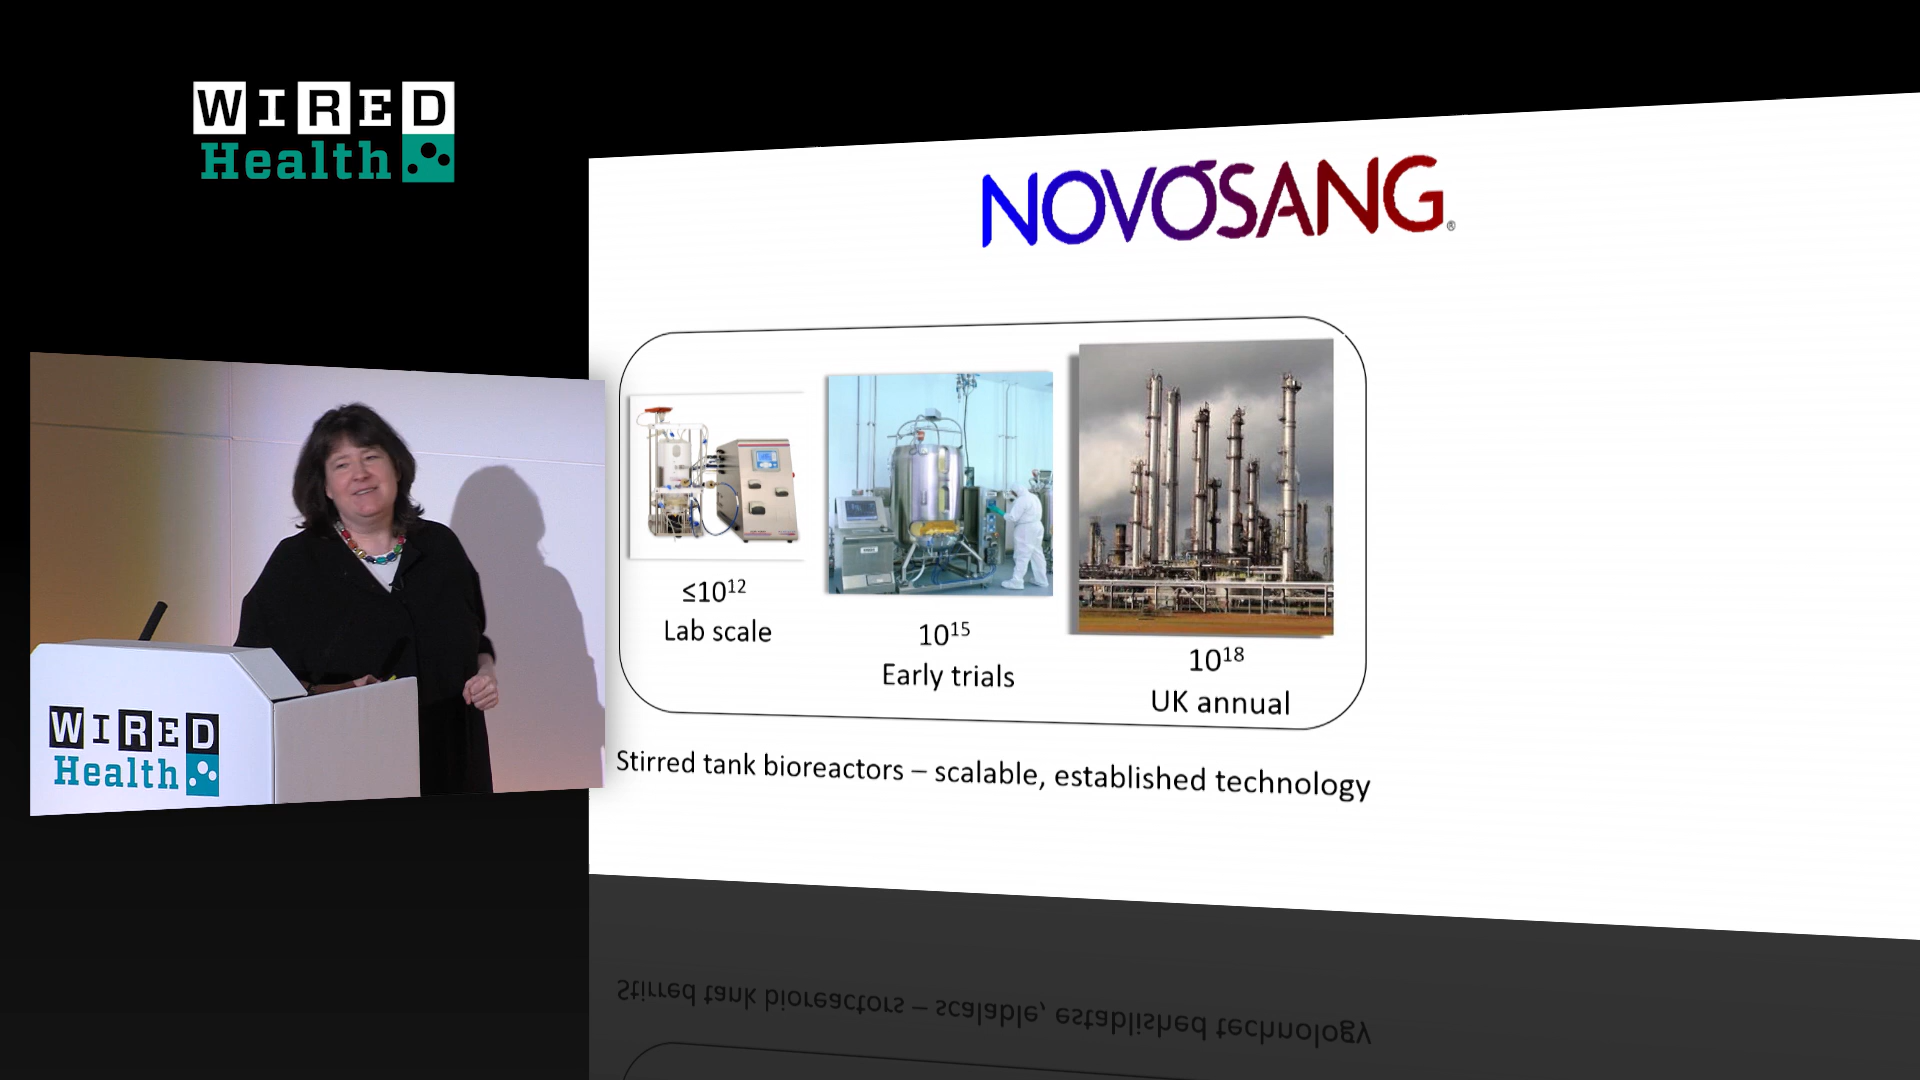 WIRED
Health
NOVOSANG®
≤10¹²
Lab scale
10¹⁵
Early trials
10¹⁸
UK annual
Stirred tank bioreactors – scalable, established technology
WIRED
Health
Stirred tank bioreactors – scalable, established technology